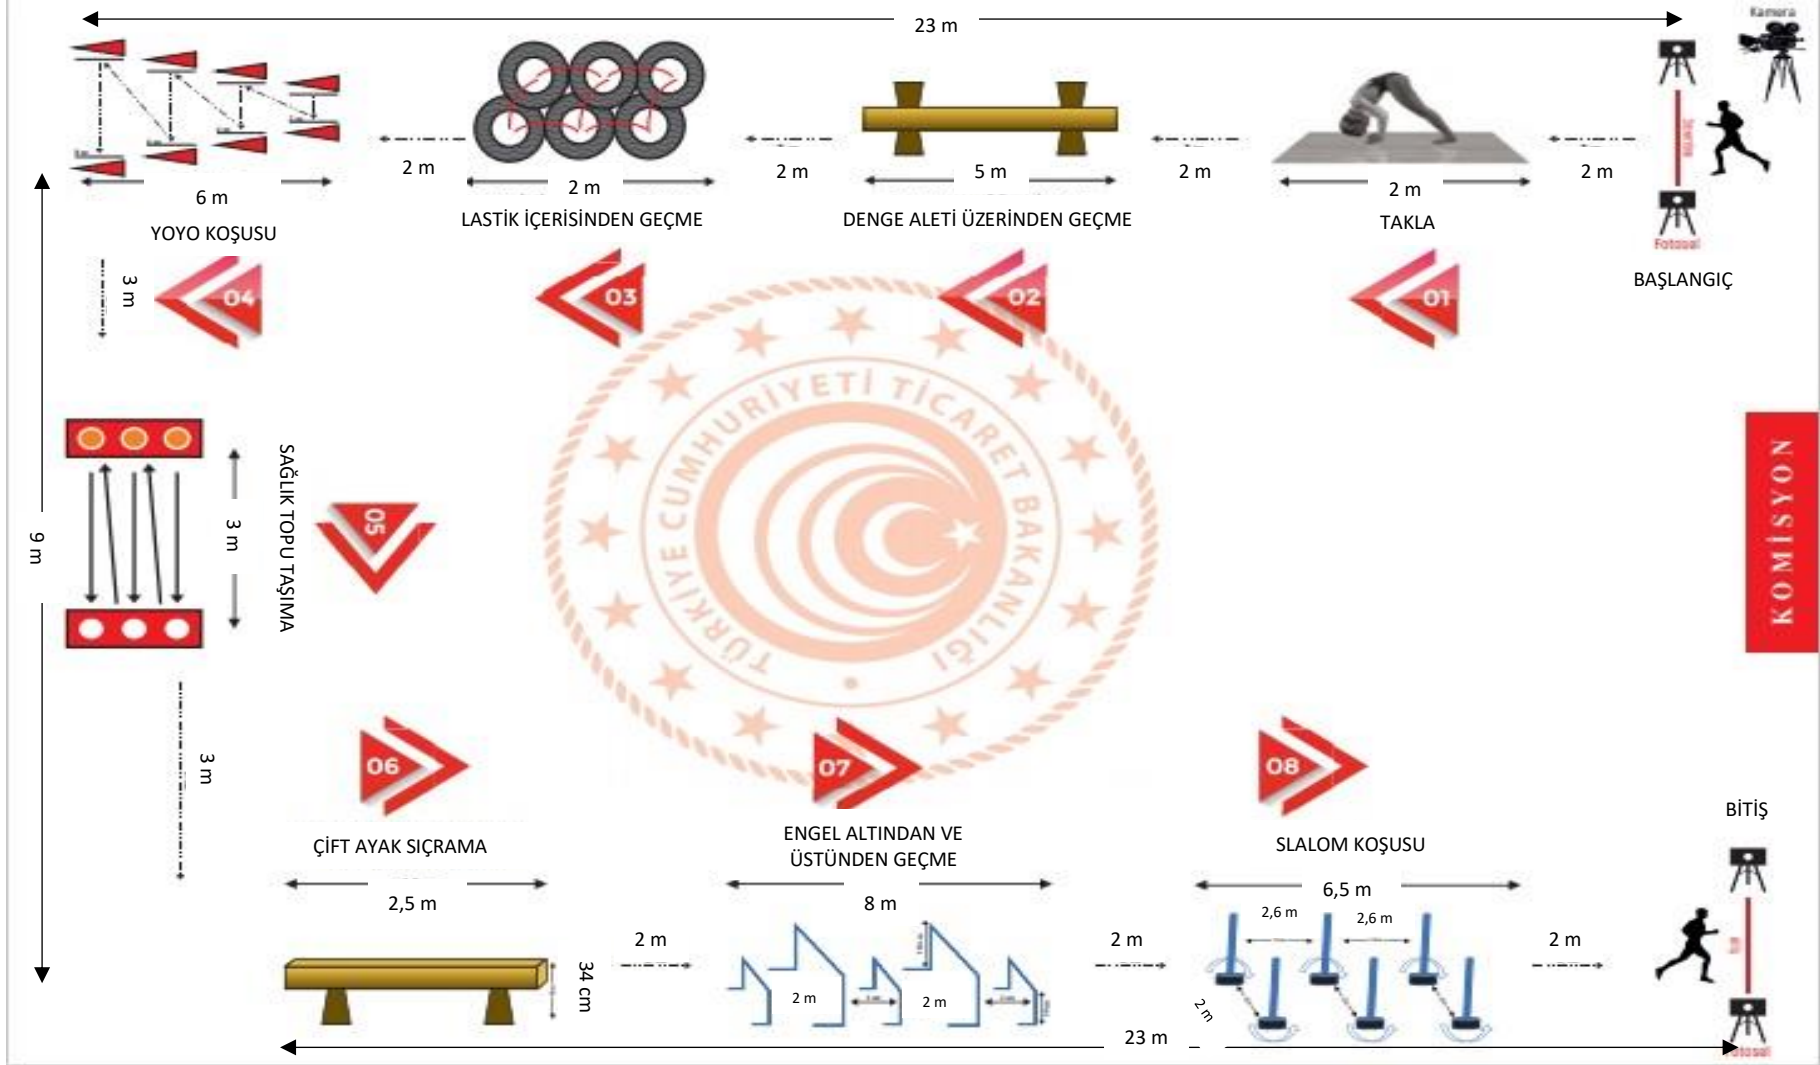 23 m
Kamera
2 m
2 m
2 m
2 m
6 m
2 m
5 m
2 m
YOYO KOŞUSU
LASTİK İÇERİSİNDEN GEÇME
DENGE ALETİ ÜZERİNDEN GEÇME
TAKLA
Fotosel
BAŞLANGIÇ
3 m
04
03
02
01
TÜRKİYE CUMHURİYETİ TİCARET BAKANLIĞI
9 m
3 m
SAĞLIK TOPU TAŞIMA
05
KOMİSYON
3 m
06
07
08
BİTİŞ
ÇİFT AYAK SIÇRAMA
ENGEL ALTINDAN VE
ÜSTÜNDEN GEÇME
SLALOM KOŞUSU
2,5 m
8 m
6,5 m
2,6 m
2,6 m
34 cm
2 m
2 m
2 m
2 m
2 m
2 m
23 m
Fotosel